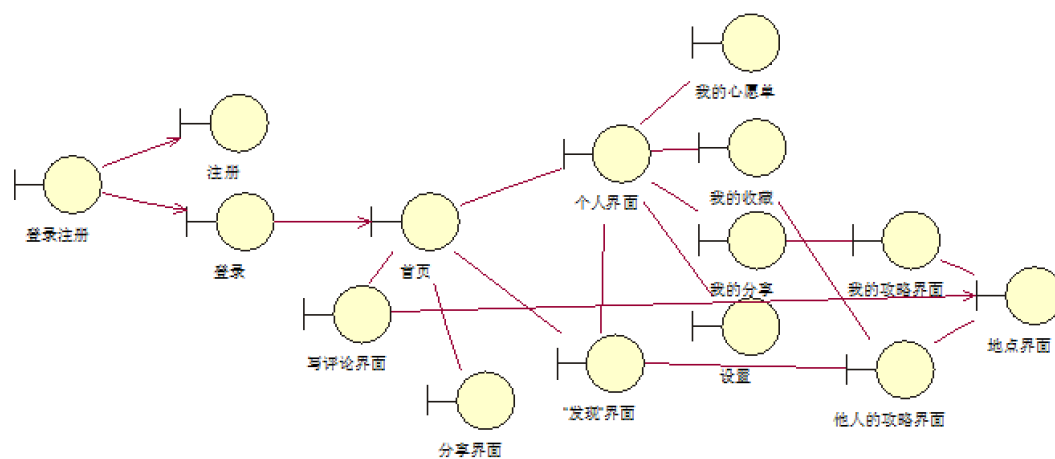 我的心愿单
注册
个人界面
我的收藏
登录注册
登录
首页
我的分享
我的攻略界面
写评论界面
设置
地点界面
"发现"界面
他人的攻略界面
分享界面